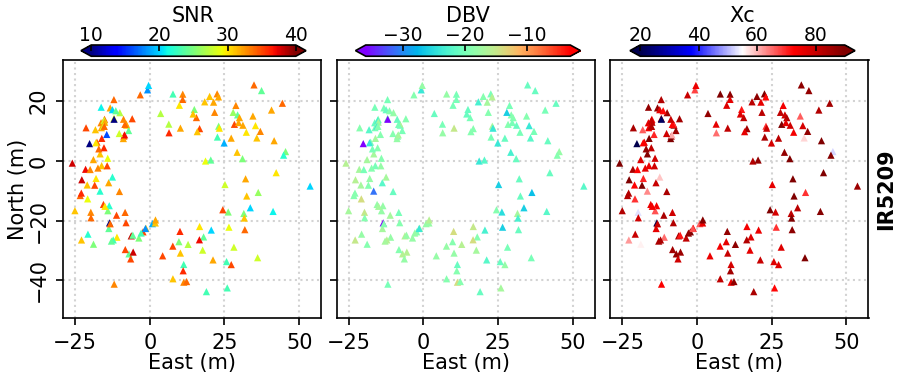 SNR DBV Xc
10 20 30 40 −30 −20 −10 20 40 60 80
20
0
−20
−40
North (m)
IR5209
−25 0 25 50 −25 0 25 50 −25 0 25 50
East (m) East (m) East (m)